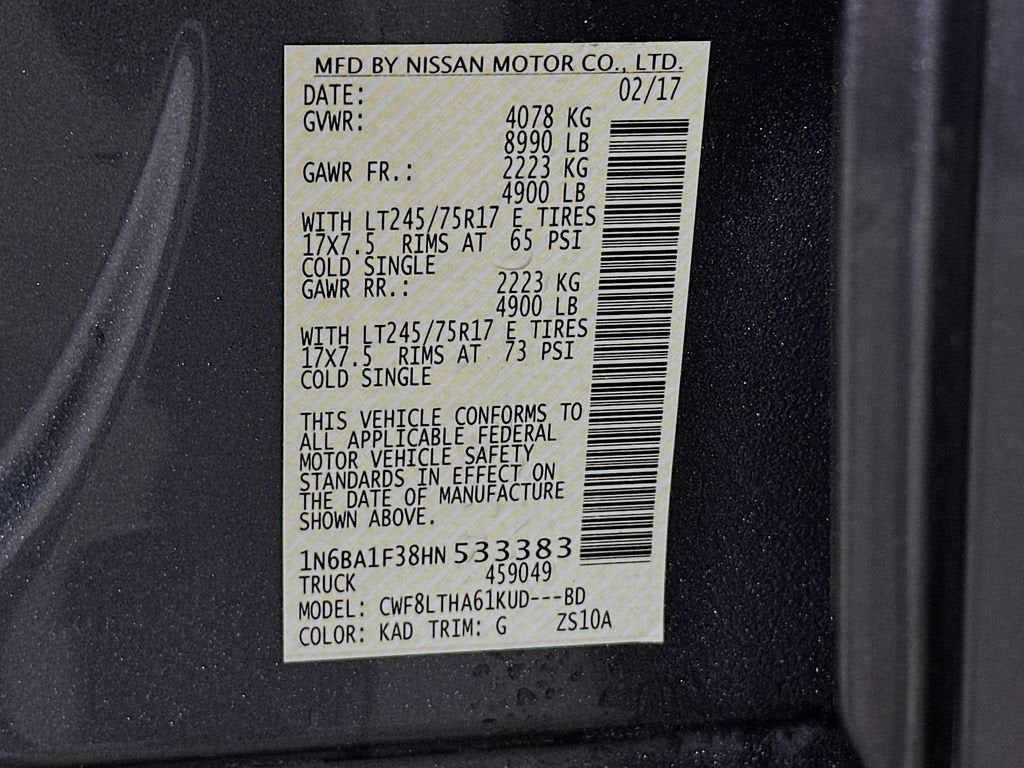 MFD BY NISSAN MOTOR CO., LTD.
DATE: 02/17
GVWR: 4078 KG
8990 LB
GAWR FR.: 2223 KG
4900 LB
WITH LT245/75R17 E TIRES
17X7.5 RIMS AT 65 PSI
COLD SINGLE
GAWR RR.: 2223 KG
4900 LB
WITH LT245/75R17 E TIRES
17X7.5 RIMS AT 73 PSI
COLD SINGLE
THIS VEHICLE CONFORMS TO
ALL APPLICABLE FEDERAL
MOTOR VEHICLE SAFETY
STANDARDS IN EFFECT ON
THE DATE OF MANUFACTURE
SHOWN ABOVE.
1N6BA1F38HN 533383
TRUCK 459049
MODEL: CWF8LTHA61KUD---BD
COLOR: KAD TRIM: G ZS10A